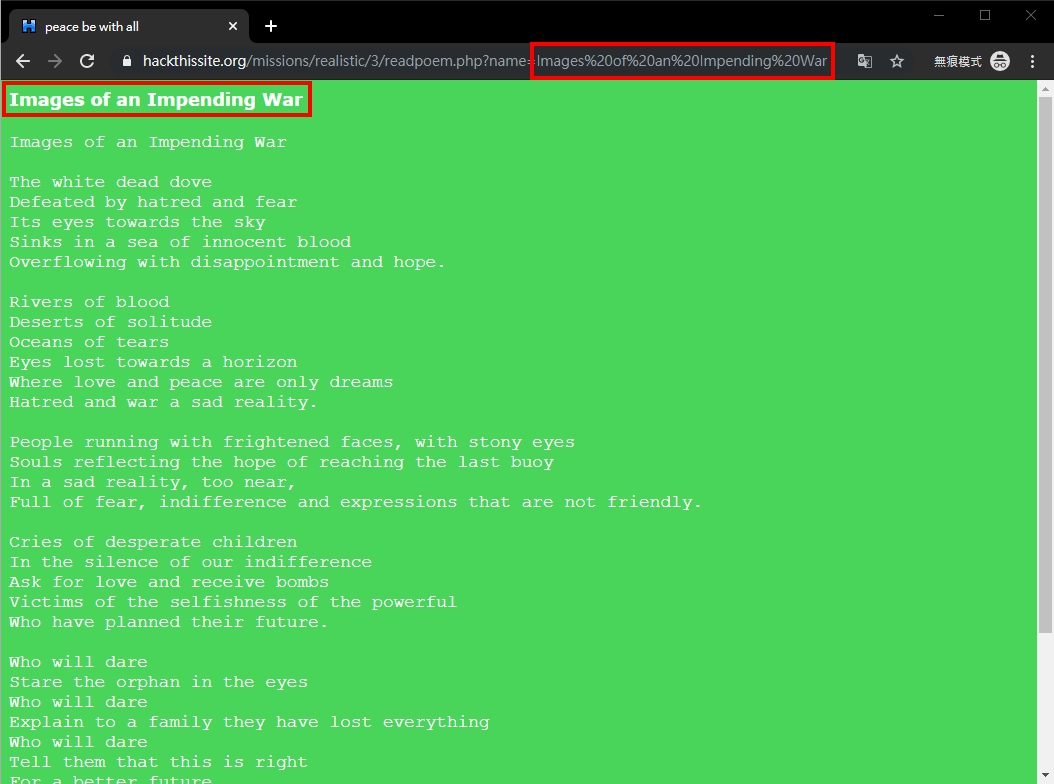 peace be with all
hackthissite.org/missions/realistic/3/readpoem.php?name=Images%20of%20an%20Impending%20War
無痕模式
Images of an Impending War
Images of an Impending War
The white dead dove
Defeated by hatred and fear
Its eyes towards the sky
Sinks in a sea of innocent blood
Overflowing with disappointment and hope.
Rivers of blood
Deserts of solitude
Oceans of tears
Eyes lost towards a horizon
Where love and peace are only dreams
Hatred and war a sad reality.
People running with frightened faces, with stony eyes
Souls reflecting the hope of reaching the last buoy
In a sad reality, too near,
Full of fear, indifference and expressions that are not friendly.
Cries of desperate children
In the silence of our indifference
Ask for love and receive bombs
Victims of the selfishness of the powerful
Who have planned their future.
Who will dare
Stare the orphan in the eyes
Who will dare
Explain to a family they have lost everything
Who will dare
Tell them that this is right
For a better future